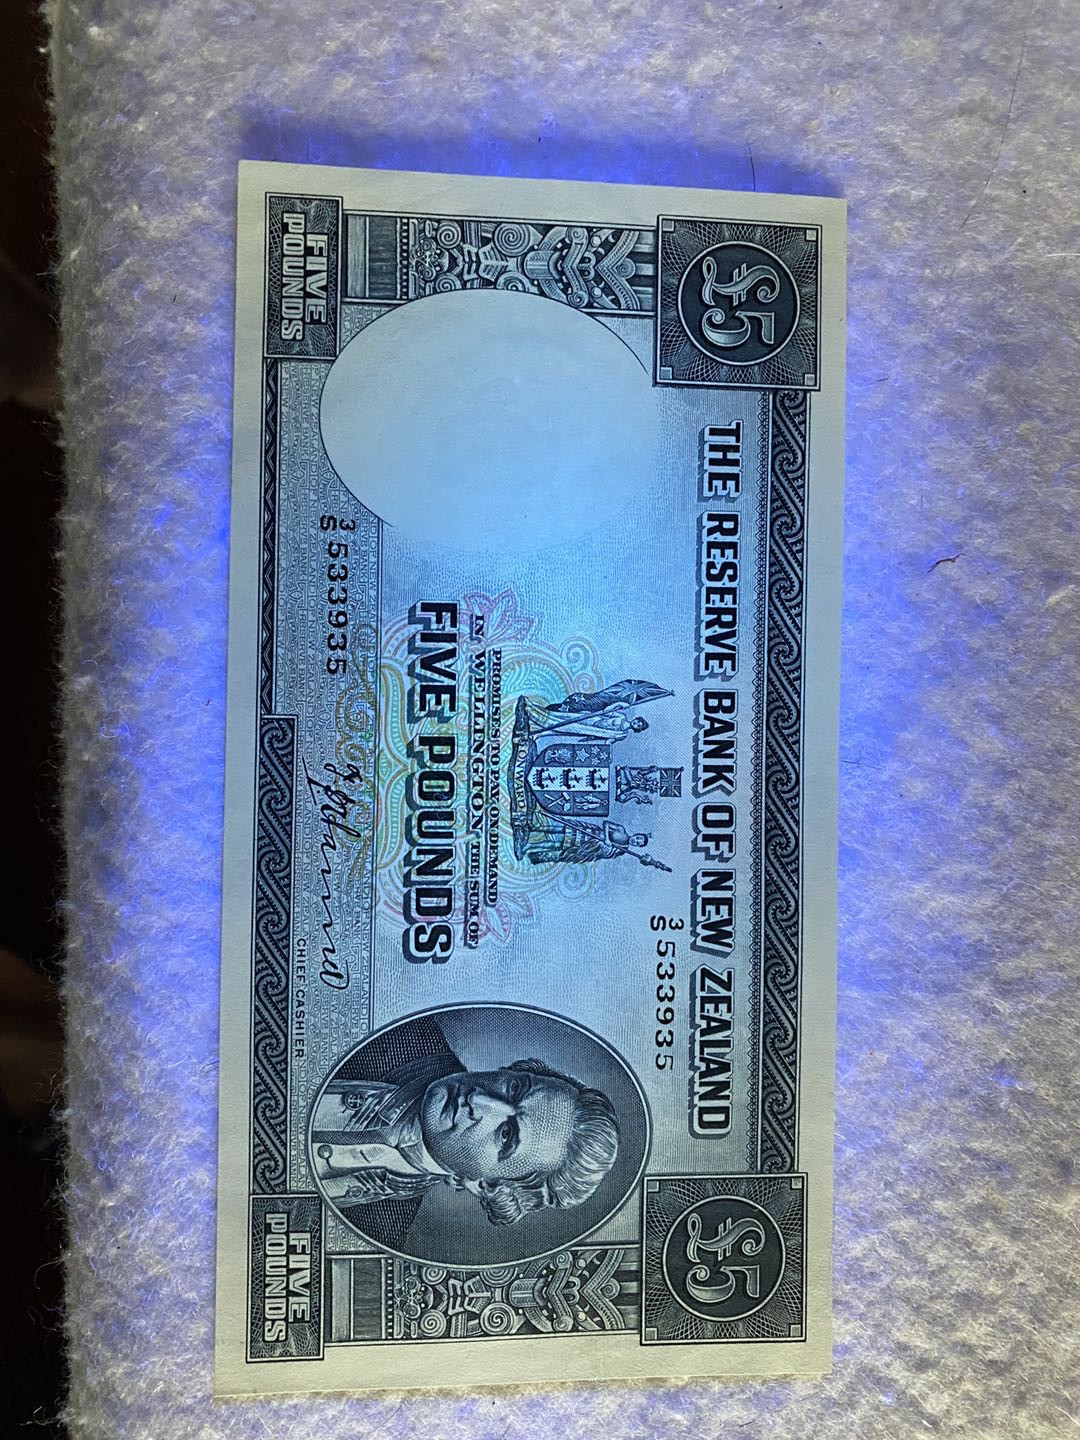 £5
£5
THE RESERVE BANK OF NEW ZEALAND
3/S 533935
ONWARD
PROMISES TO PAY ON DEMAND
IN WELLINGTON THE SUM OF
FIVE POUNDS
3/S 533935
CHIEF CASHIER
FIVE
POUNDS
FIVE
POUNDS